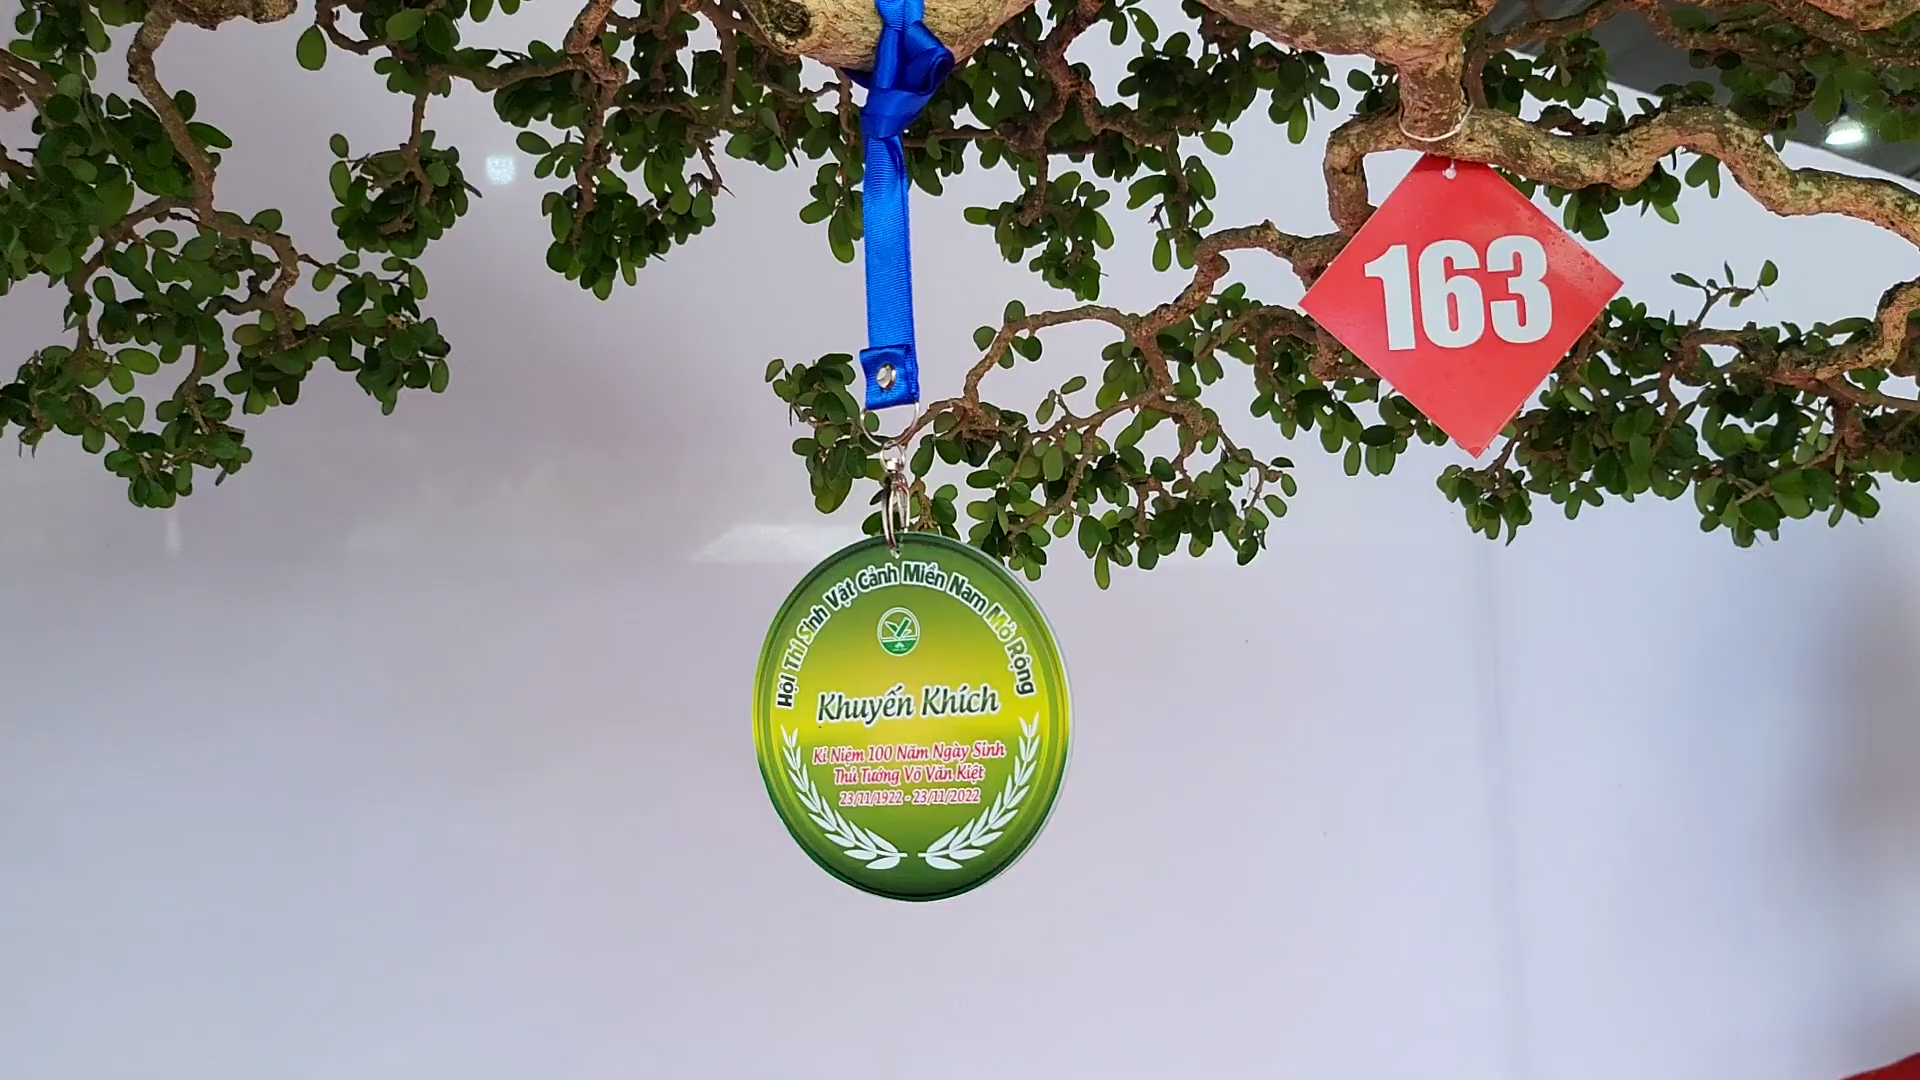 163
Hội Thi Sinh Vật Cảnh Miền Nam Mở Rộng
Khuyến Khích
Kỉ Niệm 100 Năm Ngày Sinh
Thủ Tướng Võ Văn Kiệt
23/11/1922 - 23/11/2022